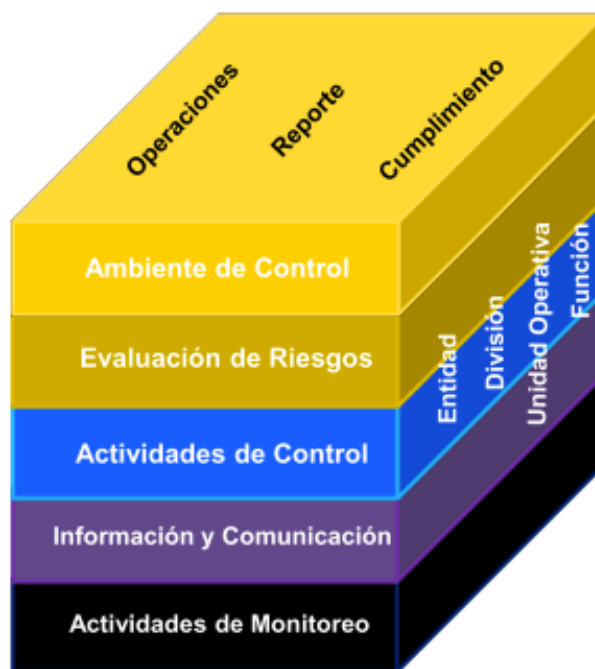 Operaciones
Reporte
Cumplimiento
Ambiente de Control
Evaluación de Riesgos
Actividades de Control
Información y Comunicación
Actividades de Monitoreo
Entidad
División
Unidad Operativa
Función